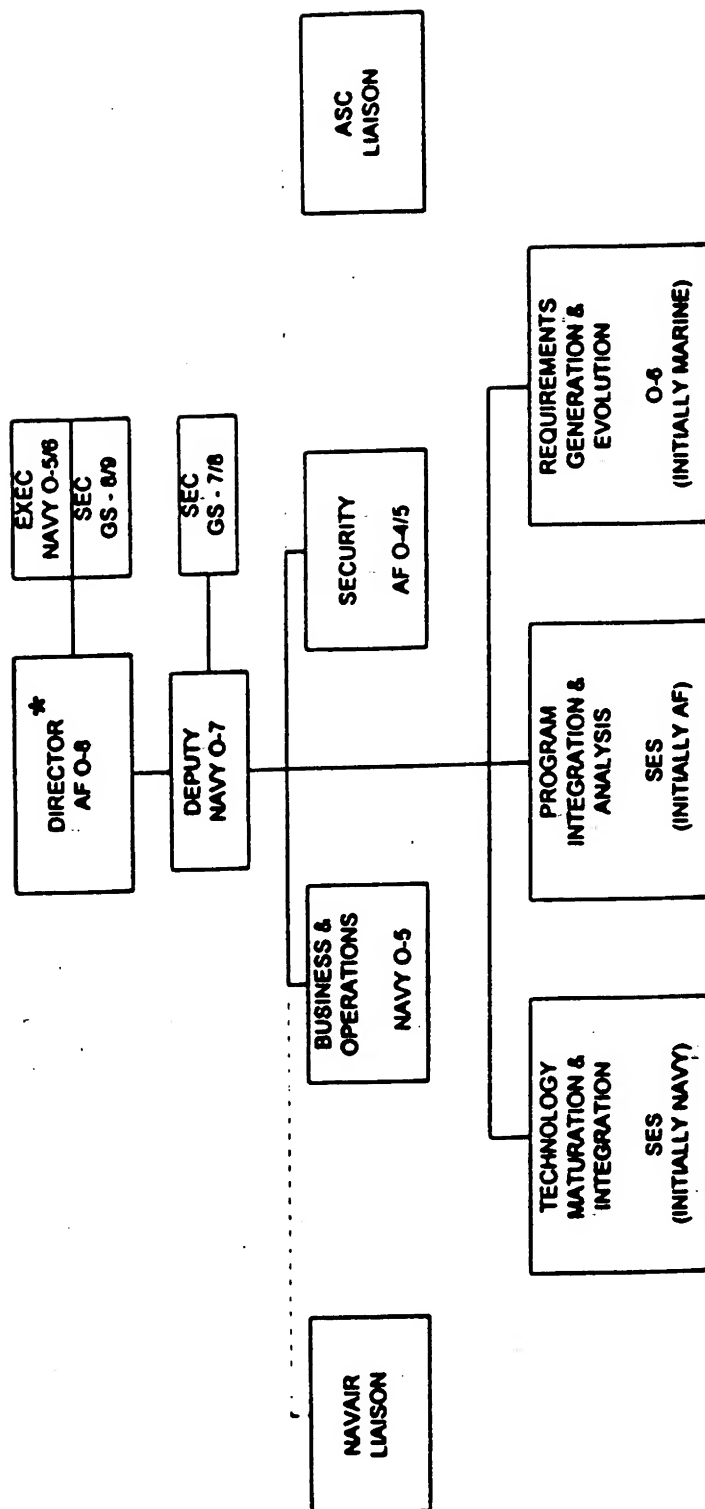 DIRECTOR *
AF O-8
EXEC
NAVY O-5/6
SEC
GS - 8/9
DEPUTY
NAVY O-7
SEC
GS - 7/8
NAVAIR
LIAISON
BUSINESS &
OPERATIONS
NAVY O-5
SECURITY
AF O-4/5
ASC
LIAISON
TECHNOLOGY
MATURATION &
INTEGRATION
SES
(INITIALLY NAVY)
PROGRAM
INTEGRATION &
ANALYSIS
SES
(INITIALLY AF)
REQUIREMENTS
GENERATION &
EVOLUTION
O-6
(INITIALLY MARINE)